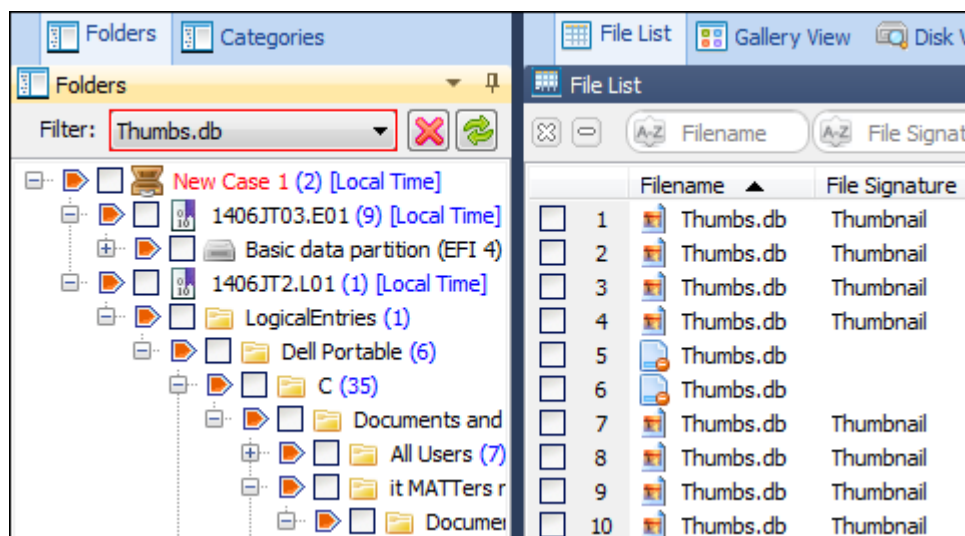 Folders Categories
Folders
Filter: Thumbs.db
New Case 1 (2) [Local Time]
1406JT03.E01 (9) [Local Time]
Basic data partition (EFI 4)
1406JT2.L01 (1) [Local Time]
LogicalEntries (1)
Dell Portable (6)
C (35)
Documents and
All Users (7)
it MATTers r
Documen
File List Gallery View Disk V
File List
A-Z Filename A-Z File Signat
Filename File Signature
1 Thumbs.db Thumbnail
2 Thumbs.db Thumbnail
3 Thumbs.db Thumbnail
4 Thumbs.db Thumbnail
5 Thumbs.db
6 Thumbs.db
7 Thumbs.db Thumbnail
8 Thumbs.db Thumbnail
9 Thumbs.db Thumbnail
10 Thumbs.db Thumbnail